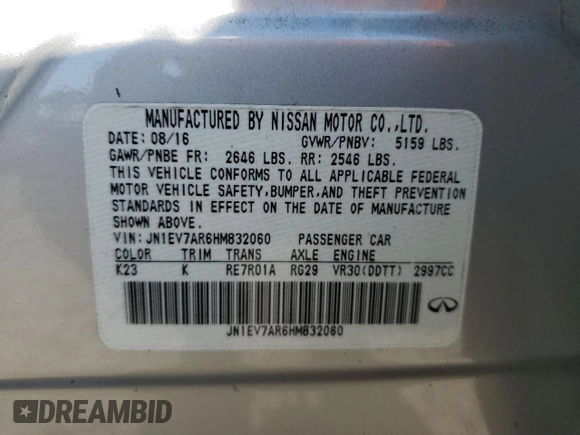 MANUFACTURED BY NISSAN MOTOR CO.,LTD.
DATE: 08/16 GVWR/PNBV: 5159 LBS.
GAWR/PNBE FR: 2646 LBS. RR: 2546 LBS.
THIS VEHICLE CONFORMS TO ALL APPLICABLE FEDERAL
MOTOR VEHICLE SAFETY,BUMPER,AND THEFT PREVENTION
STANDARDS IN EFFECT ON THE DATE OF MANUFACTURE
SHOWN ABOVE.
VIN: JN1EV7AR6HM832060 PASSENGER CAR
COLOR TRIM TRANS AXLE ENGINE
K23 K RE7R01A RG29 VR30(DDTT) 2997CC
JN1EV7AR6HM832060
DREAMBID